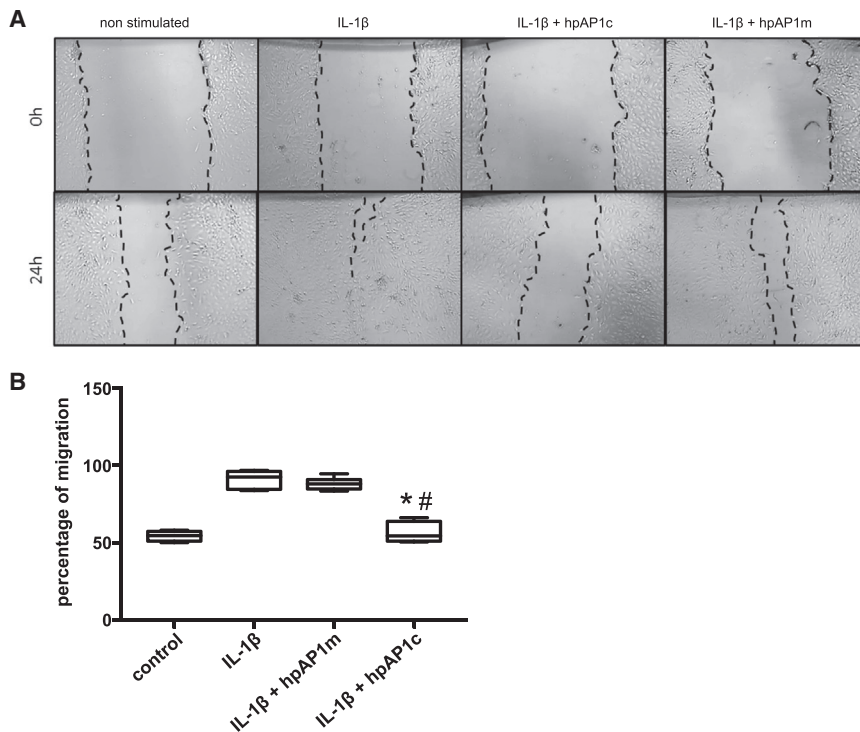 A
non stimulated
IL-1β
IL-1β + hpAP1c
IL-1β + hpAP1m
0h
24h
B
percentage of migration
150
100
50
0
* #
control
IL-1β
IL-1β + hpAP1m
IL-1β + hpAP1c